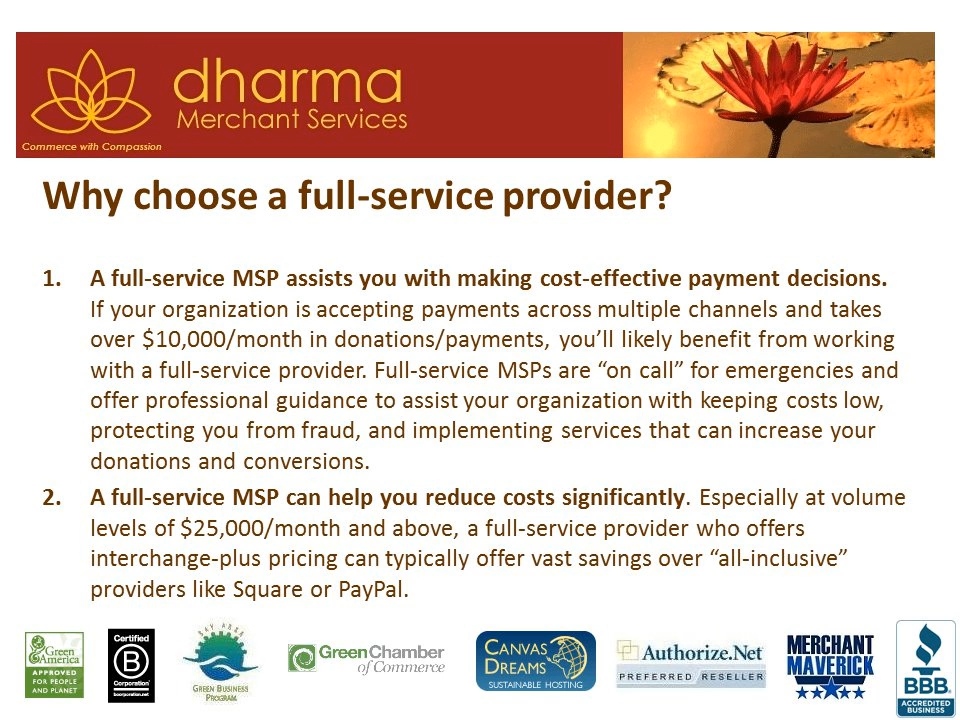 dharma
Merchant Services
Commerce with Compassion
Why choose a full-service provider?
1. A full-service MSP assists you with making cost-effective payment decisions.
If your organization is accepting payments across multiple channels and takes
over $10,000/month in donations/payments, you’ll likely benefit from working
with a full-service provider. Full-service MSPs are “on call” for emergencies and
offer professional guidance to assist your organization with keeping costs low,
protecting you from fraud, and implementing services that can increase your
donations and conversions.
2. A full-service MSP can help you reduce costs significantly. Especially at volume
levels of $25,000/month and above, a full-service provider who offers
interchange-plus pricing can typically offer vast savings over “all-inclusive”
providers like Square or PayPal.
Green
America
APPROVED
FOR PEOPLE
AND PLANET
Certified
B
Corporation
bcorporation.net
BAY AREA
GREEN BUSINESS
PROGRAM
GreenChamber
of Commerce
CANVAS
DREAMS
SUSTAINABLE HOSTING
Authorize.Net
PREFERRED RESELLER
MERCHANT
MAVERICK
BBB
ACCREDITED
BUSINESS